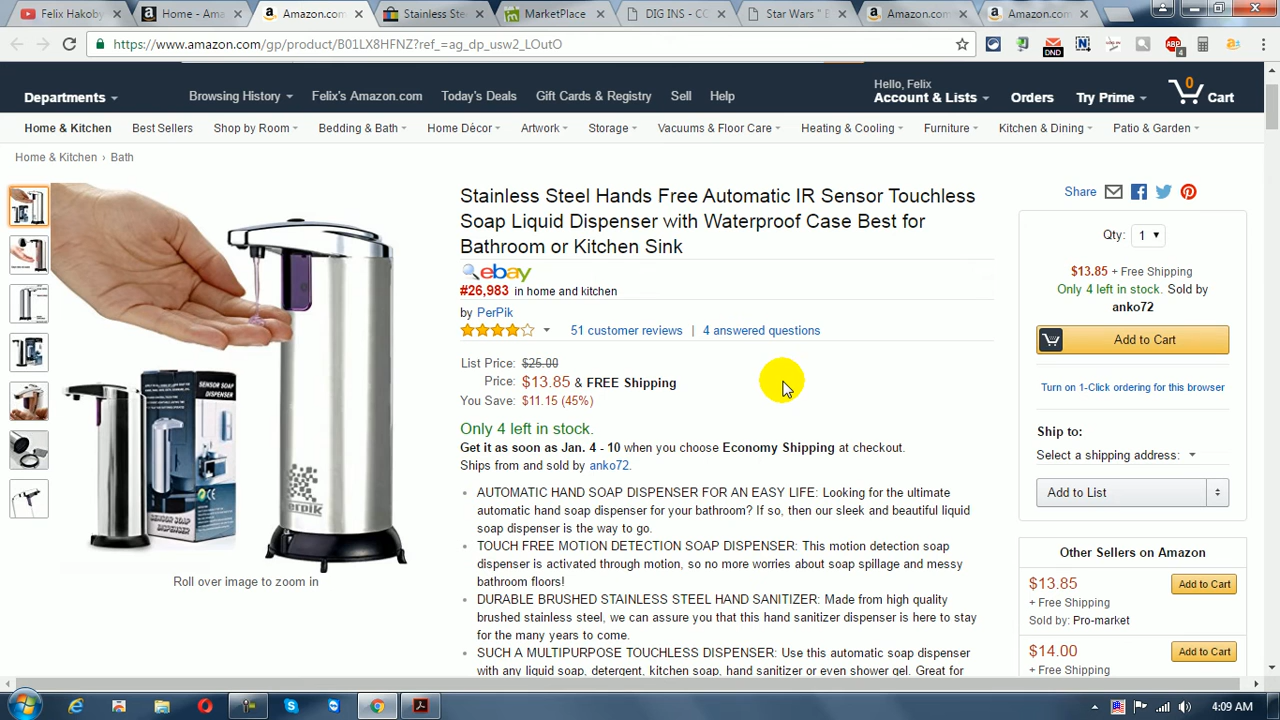 Felix Hakoby
Home - Ama
Amazon.com
Stainless Ste
MarketPlace
DIG INS - CC
Star Wars - E
Amazon.com
Amazon.com
https://www.amazon.com/gp/product/B01LX8HFNZ?ref_=ag_dp_usw2_LOutO
DND
ABP
4
Departments
Browsing History
Felix's Amazon.com
Today's Deals
Gift Cards & Registry
Sell
Help
Hello, Felix
Account & Lists
Orders
Try Prime
0
Cart
Home & Kitchen
Best Sellers
Shop by Room
Bedding & Bath
Home Décor
Artwork
Storage
Vacuums & Floor Care
Heating & Cooling
Furniture
Kitchen & Dining
Patio & Garden
Home & Kitchen › Bath
SENSOR SOAP
DISPENSER
SENSOR SOAP
DISPENSER
erpik
Roll over image to zoom in
Stainless Steel Hands Free Automatic IR Sensor Touchless
Soap Liquid Dispenser with Waterproof Case Best for
Bathroom or Kitchen Sink
ebay
#26,983 in home and kitchen
by PerPik
51 customer reviews | 4 answered questions
List Price: $25.00
Price: $13.85 & FREE Shipping
You Save: $11.15 (45%)
Only 4 left in stock.
Get it as soon as Jan. 4 - 10 when you choose Economy Shipping at checkout.
Ships from and sold by anko72.
• AUTOMATIC HAND SOAP DISPENSER FOR AN EASY LIFE: Looking for the ultimate
automatic hand soap dispenser for your bathroom? If so, then our sleek and beautiful liquid
soap dispenser is the way to go.
• TOUCH FREE MOTION DETECTION SOAP DISPENSER: This motion detection soap
dispenser is activated through motion, so no more worries about soap spillage and messy
bathroom floors!
• DURABLE BRUSHED STAINLESS STEEL HAND SANITIZER: Made from high quality
brushed stainless steel, we can assure you that this hand sanitizer dispenser is here to stay
for the many years to come.
• SUCH A MULTIPURPOSE TOUCHLESS DISPENSER: Use this automatic soap dispenser
with any liquid soap, detergent, kitchen soap, hand sanitizer or even shower gel. Great for
Share
Qty: 1
$13.85 + Free Shipping
Only 4 left in stock. Sold by
anko72
Add to Cart
Turn on 1-Click ordering for this browser
Ship to:
Select a shipping address:
Add to List
Other Sellers on Amazon
$13.85
Add to Cart
+ Free Shipping
Sold by: Pro-market
$14.00
Add to Cart
+ Free Shipping
4:09 AM